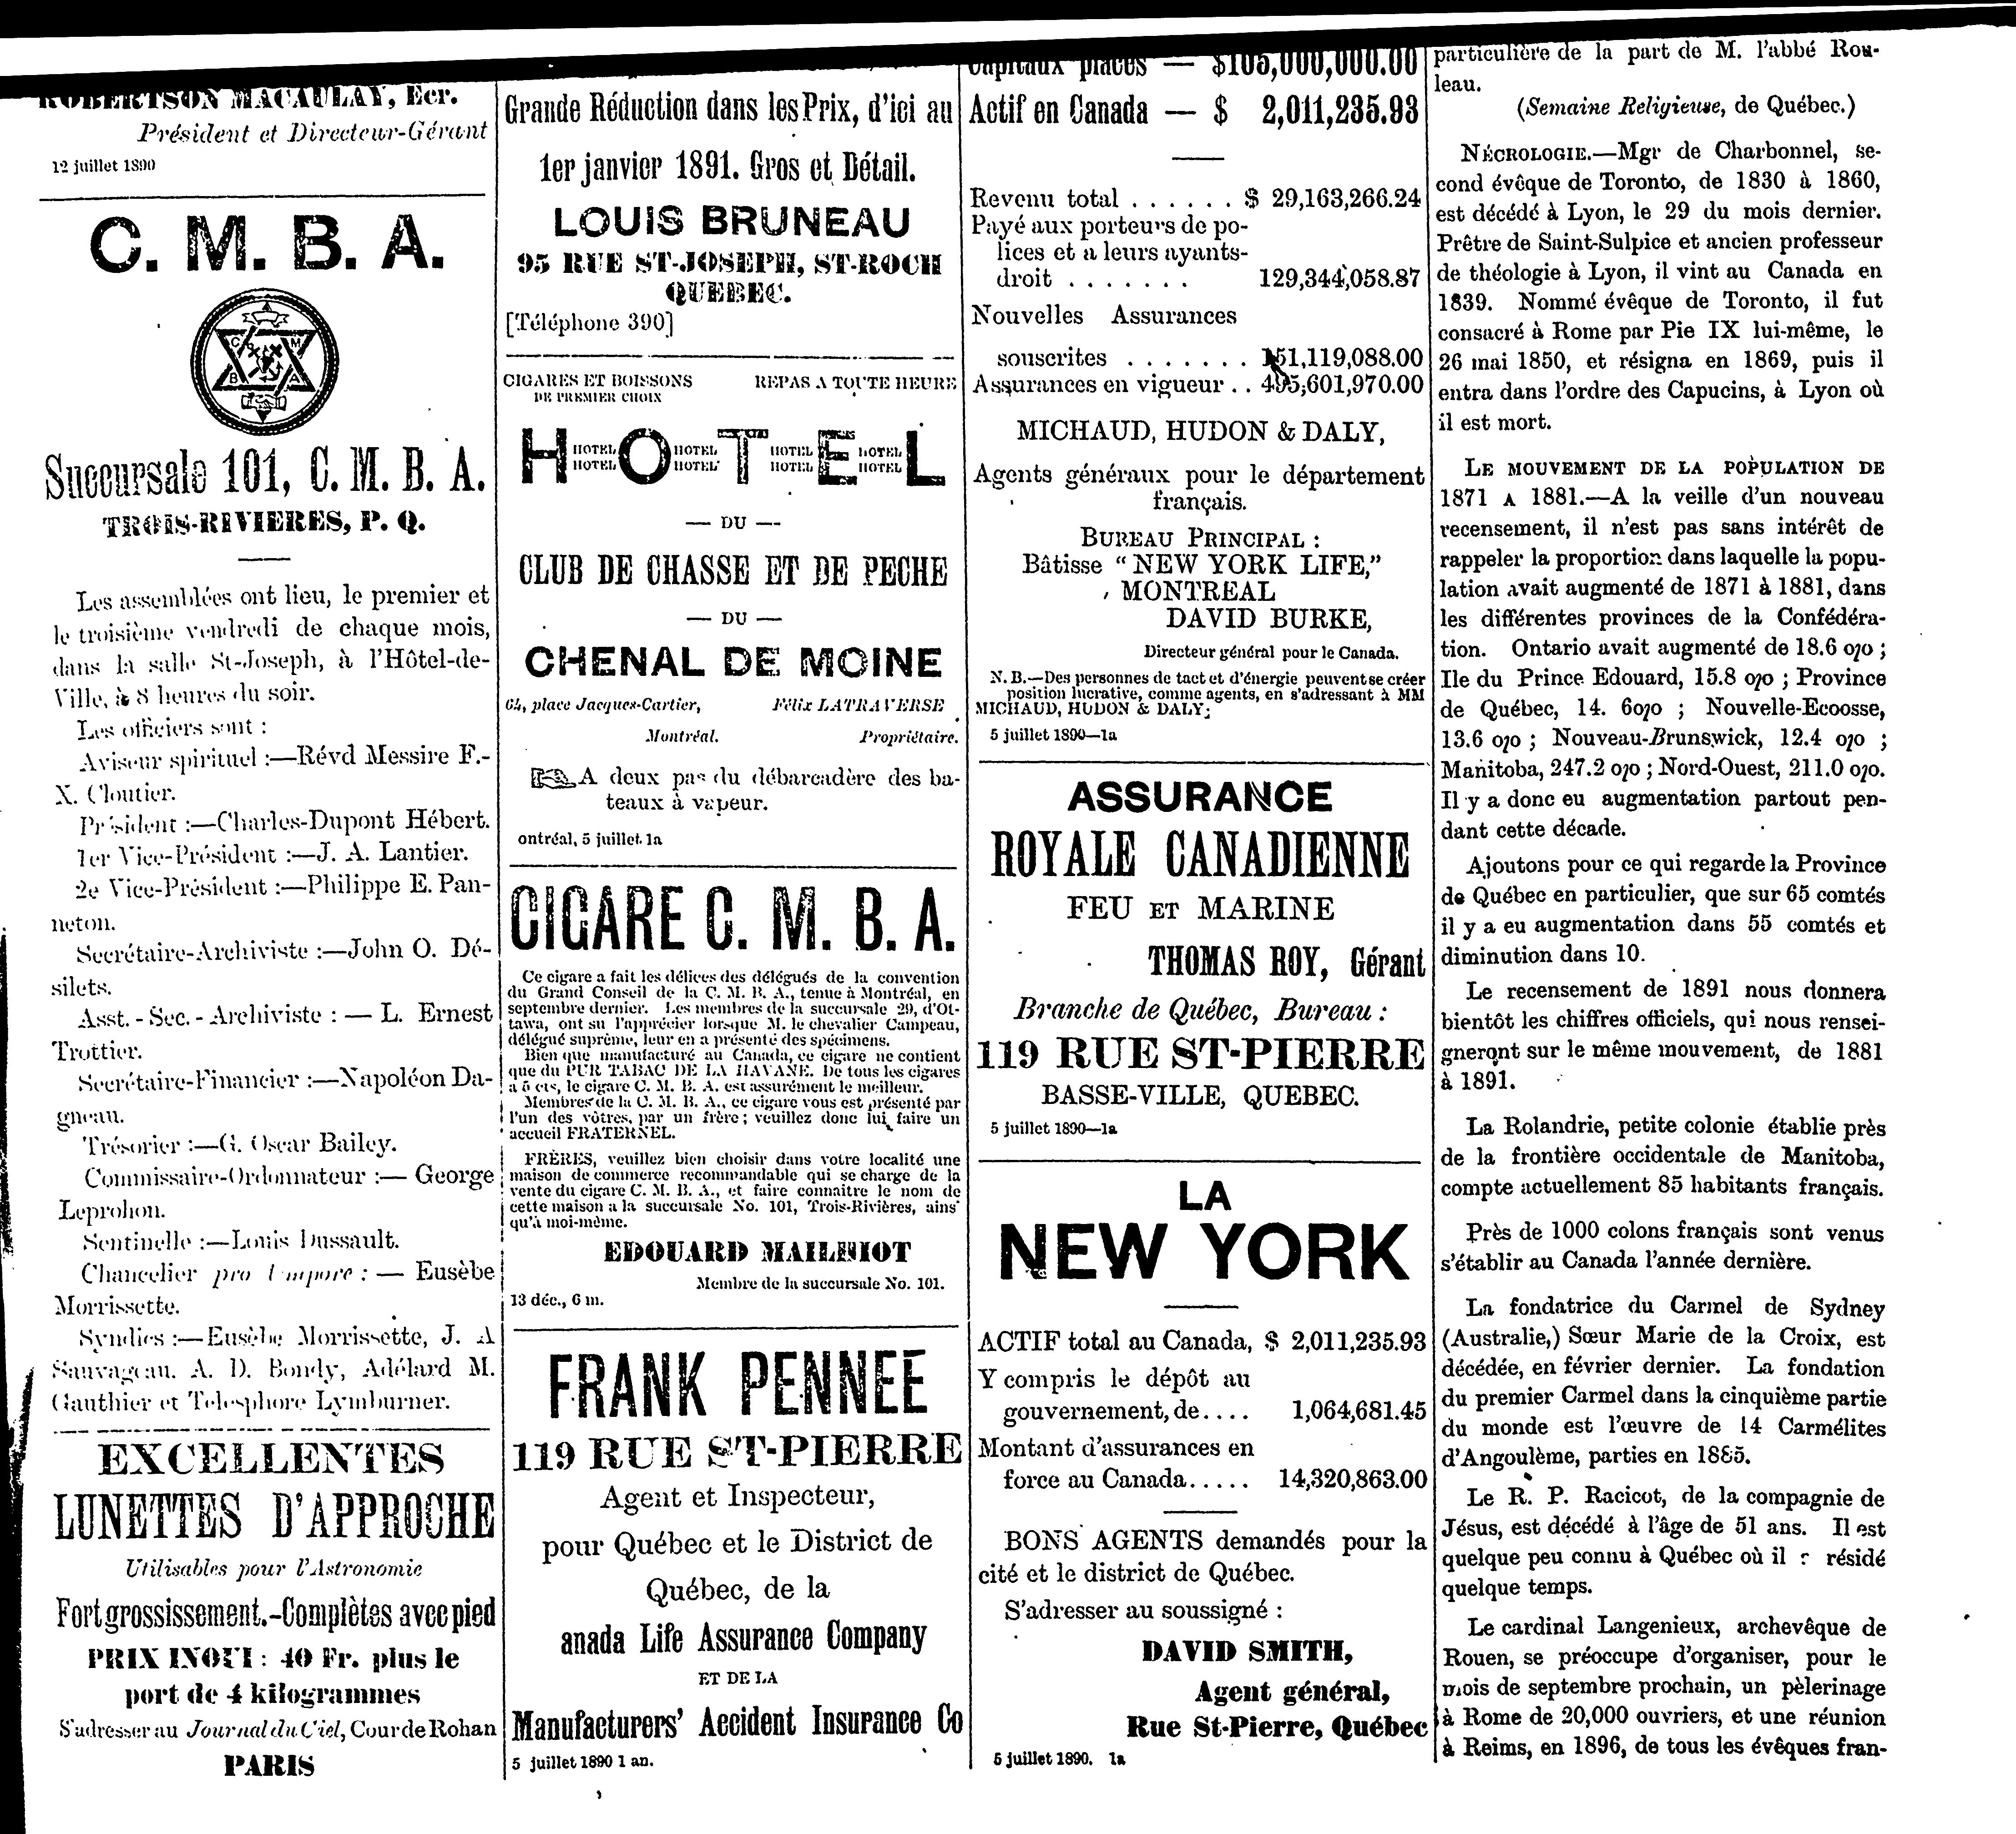 ROBERTSON MACAULAY, Ecr.
Président et Directeur-Gérant
12 juillet 1890
C. M. B. A.
C M
B A
Succursale 101, C. M. B. A.
TROIS-RIVIERES, P. Q.
Les assemblées ont lieu, le premier et
le troisième vendredi de chaque mois,
dans la salle St-Joseph, à l'Hôtel-de-
Ville, à 8 heures du soir.
Les officiers sont :
Aviseur spirituel :—Révd Messire F.-
X. Cloutier.
Président :—Charles-Dupont Hébert.
1er Vice-Président :—J. A. Lantier.
2e Vice-Président :—Philippe E. Pan-
neton.
Secrétaire-Archiviste :—John O. Dé-
silets.
Asst. - Sec. - Archiviste : — L. Ernest
Trottier.
Secrétaire-Financier :—Napoléon Da-
gneau.
Trésorier :—G. Oscar Bailey.
Commissaire-Ordonnateur :— George
Leprohon.
Sentinelle :—Louis Dussault.
Chancelier pro tempore : — Eusèbe
Morrissette.
Syndics :—Eusèbe Morrissette, J. A
Sauvageau. A. D. Bondy, Adélard M.
Gauthier et Telesphore Lymburner.
EXCELLENTES
LUNETTES D'APPROCHE
Utilisables pour l'Astronomie
Fort grossissement.-Complètes avec pied
PRIX INOUI : 40 Fr. plus le
port de 4 kilogrammes
S'adresser au Journal du Ciel, Cour de Rohan
PARIS
Grande Réduction dans les Prix, d'ici au
1er janvier 1891. Gros et Détail.
LOUIS BRUNEAU
95 RUE ST-JOSEPH, ST-ROCH
QUEBEC.
[Téléphone 390]
CIGARES ET BOISSONS REPAS A TOUTE HEURE
DE PREMIER CHOIX
HOTEL
HOTEL HOTEL HOTEL HOTEL
HOTEL HOTEL HOTEL HOTEL
— DU —
CLUB DE CHASSE ET DE PECHE
— DU —
CHENAL DE MOINE
64, place Jacques-Cartier, Félix LATRAVERSE
Montréal. Propriétaire.
A deux pas du débarcadère des ba-
teaux à vapeur.
ontréal, 5 juillet. 1a
CIGARE C. M. B. A.
Ce cigare a fait les délices des délégués de la convention
du Grand Conseil de la C. M. B. A., tenue à Montréal, en
septembre dernier. Les membres de la succursale 29, d'Ot-
tawa, ont su l'apprécier lorsque M. le chevalier Campeau,
délégué suprême, leur en a présenté des spécimens.
Bien que manufacturé au Canada, ce cigare ne contient
que du PUR TABAC DE LA HAVANE. De tous les cigares
a 5 cts, le cigare C. M. B. A. est assurément le meilleur.
Membres de la C. M. B. A., ce cigare vous est présenté par
l'un des vôtres, par un frère ; veuillez donc lui faire un
accueil FRATERNEL.
FRÈRES, veuillez bien choisir dans votre localité une
maison de commerce recommandable qui se charge de la
vente du cigare C. M. B. A., et faire connaitre le nom de
cette maison a la succursale No. 101, Trois-Rivières, ains
qu'à moi-même.
EDOUARD MAILHIOT
Membre de la succursale No. 101.
13 déc., 6 m.
FRANK PENNEE
119 RUE ST-PIERRE
Agent et Inspecteur,
pour Québec et le District de
Québec, de la
anada Life Assurance Company
ET DE LA
Manufacturers' Accident Insurance Co
5 juillet 1890 1 an.
Capitaux placés — $105,000,000.00
Actif en Canada — $ 2,011,235.93
Revenu total . . . . . . $ 29,163,266.24
Payé aux porteurs de po-
lices et a leurs ayants-
droit . . . . . . . 129,344,058.87
Nouvelles Assurances
souscrites . . . . . . . 151,119,088.00
Assurances en vigueur . . 495,601,970.00
MICHAUD, HUDON & DALY,
Agents généraux pour le département
français.
BUREAU PRINCIPAL :
Bâtisse “NEW YORK LIFE,”
MONTREAL
DAVID BURKE,
Directeur général pour le Canada.
N. B.—Des personnes de tact et d'énergie peuvent se créer
position lucrative, comme agents, en s'adressant à MM
MICHAUD, HUDON & DALY;
5 juillet 1890—1a
ASSURANCE
ROYALE CANADIENNE
FEU ET MARINE
THOMAS ROY, Gérant
Branche de Québec, Bureau :
119 RUE ST-PIERRE
BASSE-VILLE, QUEBEC.
5 juillet 1890—1a
LA
NEW YORK
ACTIF total au Canada, $ 2,011,235.93
Y compris le dépôt au
gouvernement, de.... 1,064,681.45
Montant d'assurances en
force au Canada..... 14,320,863.00
BONS AGENTS demandés pour la
cité et le district de Québec.
S'adresser au soussigné :
DAVID SMITH,
Agent général,
Rue St-Pierre, Québec
5 juillet 1890. 1a
particulière de la part de M. l'abbé Rou-
leau.
(Semaine Religieuse, de Québec.)
NÉCROLOGIE.—Mgr de Charbonnel, se-
cond évêque de Toronto, de 1830 à 1860,
est décédé à Lyon, le 29 du mois dernier.
Prêtre de Saint-Sulpice et ancien professeur
de théologie à Lyon, il vint au Canada en
1839. Nommé évêque de Toronto, il fut
consacré à Rome par Pie IX lui-même, le
26 mai 1850, et résigna en 1869, puis il
entra dans l'ordre des Capucins, à Lyon où
il est mort.
LE MOUVEMENT DE LA POPULATION DE
1871 A 1881.—A la veille d'un nouveau
recensement, il n'est pas sans intérêt de
rappeler la proportion dans laquelle la popu-
lation avait augmenté de 1871 à 1881, dans
les différentes provinces de la Confédéra-
tion. Ontario avait augmenté de 18.6 o/o ;
Ile du Prince Edouard, 15.8 o/o ; Province
de Québec, 14. 6o/o ; Nouvelle-Ecoosse,
13.6 o/o ; Nouveau-Brunswick, 12.4 o/o ;
Manitoba, 247.2 o/o ; Nord-Ouest, 211.0 o/o.
Il y a donc eu augmentation partout pen-
dant cette décade.
Ajoutons pour ce qui regarde la Province
de Québec en particulier, que sur 65 comtés
il y a eu augmentation dans 55 comtés et
diminution dans 10.
Le recensement de 1891 nous donnera
bientôt les chiffres officiels, qui nous rensei-
gneront sur le même mouvement, de 1881
à 1891.
La Rolandrie, petite colonie établie près
de la frontière occidentale de Manitoba,
compte actuellement 85 habitants français.
Près de 1000 colons français sont venus
s'établir au Canada l'année dernière.
La fondatrice du Carmel de Sydney
(Australie,) Sœur Marie de la Croix, est
décédée, en février dernier. La fondation
du premier Carmel dans la cinquième partie
du monde est l'œuvre de 14 Carmélites
d'Angoulème, parties en 1885.
Le R. P. Racicot, de la compagnie de
Jésus, est décédé à l'âge de 51 ans. Il est
quelque peu connu à Québec où il résidé
quelque temps.
Le cardinal Langenieux, archevêque de
Rouen, se préoccupe d'organiser, pour le
mois de septembre prochain, un pèlerinage
à Rome de 20,000 ouvriers, et une réunion
à Reims, en 1896, de tous les évêques fran-